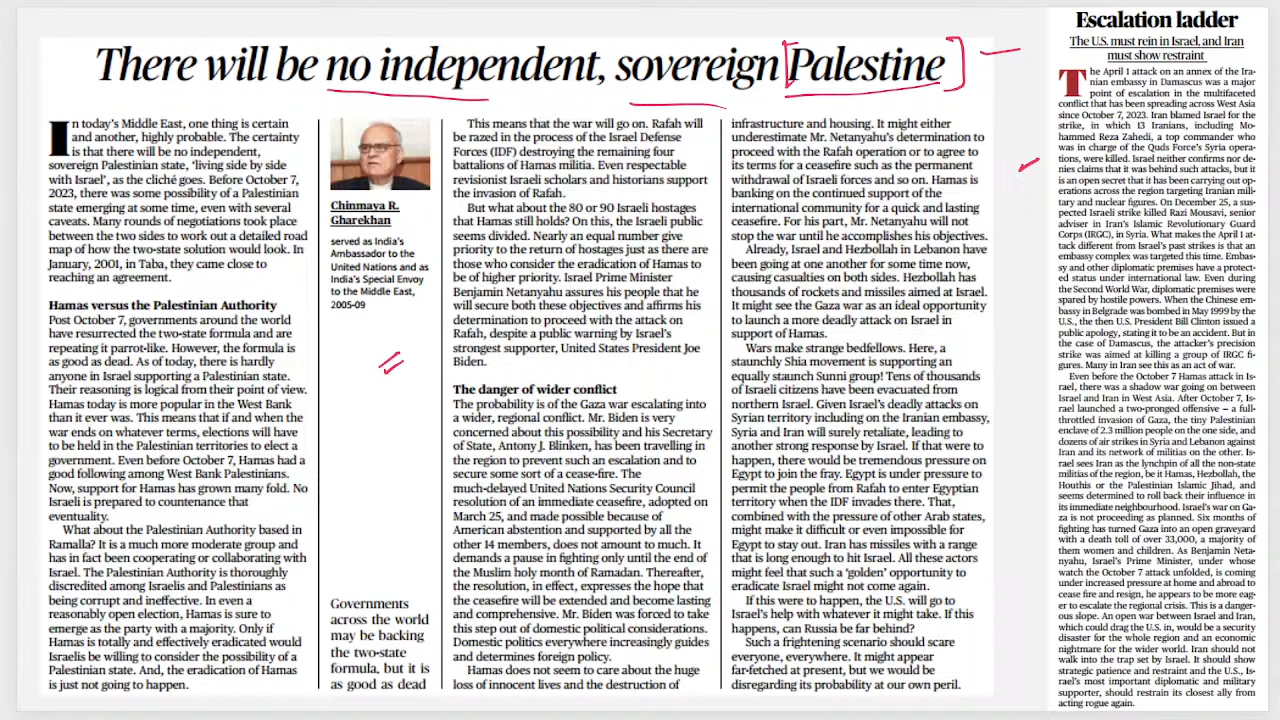 There will be no independent, sovereign Palestine
In today's Middle East, one thing is certain
and another, highly probable. The certainty
is that there will be no independent,
sovereign Palestinian state, 'living side by side
with Israel', as the cliché goes. Before October 7,
2023, there was some possibility of a Palestinian
state emerging at some time, even with several
caveats. Many rounds of negotiations took place
between the two sides to work out a detailed road
map of how the two-state solution would look. In
January, 2001, in Taba, they came close to
reaching an agreement.
Hamas versus the Palestinian Authority
Post October 7, governments around the world
have resurrected the two-state formula and are
repeating it parrot-like. However, the formula is
as good as dead. As of today, there is hardly
anyone in Israel supporting a Palestinian state.
Their reasoning is logical from their point of view.
Hamas today is more popular in the West Bank
than it ever was. This means that if and when the
war ends on whatever terms, elections will have
to be held in the Palestinian territories to elect a
government. Even before October 7, Hamas had a
good following among West Bank Palestinians.
Now, support for Hamas has grown many fold. No
Israeli is prepared to countenance that
eventuality.
What about the Palestinian Authority based in
Ramalla? It is a much more moderate group and
has in fact been cooperating or collaborating with
Israel. The Palestinian Authority is thoroughly
discredited among Israelis and Palestinians as
being corrupt and ineffective. In even a
reasonably open election, Hamas is sure to
emerge as the party with a majority. Only if
Hamas is totally and effectively eradicated would
Israelis be willing to consider the possibility of a
Palestinian state. And, the eradication of Hamas
is just not going to happen.
Chinmaya R.
Gharekhan
served as India's
Ambassador to the
United Nations and as
India's Special Envoy
to the Middle East,
2005-09
Governments
across the world
may be backing
the two-state
formula, but it is
as good as dead
This means that the war will go on. Rafah will
be razed in the process of the Israel Defense
Forces (IDF) destroying the remaining four
battalions of Hamas militia. Even respectable
revisionist Israeli scholars and historians support
the invasion of Rafah.
But what about the 80 or 90 Israeli hostages
that Hamas still holds? On this, the Israeli public
seems divided. Nearly an equal number give
priority to the return of hostages just as there are
those who consider the eradication of Hamas to
be of higher priority. Israel Prime Minister
Benjamin Netanyahu assures his people that he
will secure both these objectives and affirms his
determination to proceed with the attack on
Rafah, despite a public warning by Israel's
strongest supporter, United States President Joe
Biden.
The danger of wider conflict
The probability is of the Gaza war escalating into
a wider, regional conflict. Mr. Biden is very
concerned about this possibility and his Secretary
of State, Antony J. Blinken, has been travelling in
the region to prevent such an escalation and to
secure some sort of a cease-fire. The
much-delayed United Nations Security Council
resolution of an immediate ceasefire, adopted on
March 25, and made possible because of
American abstention and supported by all the
other 14 members, does not amount to much. It
demands a pause in fighting only until the end of
the Muslim holy month of Ramadan. Thereafter,
the resolution, in effect, expresses the hope that
the ceasefire will be extended and become lasting
and comprehensive. Mr. Biden was forced to take
this step out of domestic political considerations.
Domestic politics everywhere increasingly guides
and determines foreign policy.
Hamas does not seem to care about the huge
loss of innocent lives and the destruction of
infrastructure and housing. It might either
underestimate Mr. Netanyahu's determination to
proceed with the Rafah operation or to agree to
its terms for a ceasefire such as the permanent
withdrawal of Israeli forces and so on. Hamas is
banking on the continued support of the
international community for a quick and lasting
ceasefire. For his part, Mr. Netanyahu will not
stop the war until he accomplishes his objectives.
Already, Israel and Hezbollah in Lebanon have
been going at one another for some time now,
causing casualties on both sides. Hezbollah has
thousands of rockets and missiles aimed at Israel.
It might see the Gaza war as an ideal opportunity
to launch a more deadly attack on Israel in
support of Hamas.
Wars make strange bedfellows. Here, a
staunchly Shia movement is supporting an
equally staunch Sunni group! Tens of thousands
of Israeli citizens have been evacuated from
northern Israel. Given Israel's deadly attacks on
Syrian territory including on the Iranian embassy,
Syria and Iran will surely retaliate, leading to
another strong response by Israel. If that were to
happen, there would be tremendous pressure on
Egypt to join the fray. Egypt is under pressure to
permit the people from Rafah to enter Egyptian
territory when the IDF invades there. That,
combined with the pressure of other Arab states,
might make it difficult or even impossible for
Egypt to stay out. Iran has missiles with a range
that is long enough to hit Israel. All these actors
might feel that such a 'golden' opportunity to
eradicate Israel might not come again.
If this were to happen, the U.S. will go to
Israel's help with whatever it might take. If this
happens, can Russia be far behind?
Such a frightening scenario should scare
everyone, everywhere. It might appear
far-fetched at present, but we would be
disregarding its probability at our own peril.
Escalation ladder
The U.S. must rein in Israel, and Iran
must show restraint
The April 1 attack on an annex of the Ira-
nian embassy in Damascus was a major
point of escalation in the multifaceted
conflict that has been spreading across West Asia
since October 7, 2023. Iran blamed Israel for the
strike, in which 13 Iranians, including Mo-
hammed Reza Zahedi, a top commander who
was in charge of the Quds Force's Syria opera-
tions, were killed. Israel neither confirms nor de-
nies claims that it was behind such attacks, but it
is an open secret that it has been carrying out op-
erations across the region targeting Iranian mili-
tary and nuclear figures. On December 25, a sus-
pected Israeli strike killed Razi Mousavi, senior
adviser in Iran's Islamic Revolutionary Guard
Corps (IRGC), in Syria. What makes the April 1 at-
tack different from Israel's past strikes is that an
embassy complex was targeted this time. Embas-
sy and other diplomatic premises have a protect-
ed status under international law. Even during
the Second World War, diplomatic premises were
spared by hostile powers. When the Chinese em-
bassy in Belgrade was bombed in May 1999 by the
U.S., the then U.S. President Bill Clinton issued a
public apology, stating it to be an accident. But in
the case of Damascus, the attacker's precision
strike was aimed at killing a group of IRGC fi-
gures. Many in Iran see this as an act of war.
Even before the October 7 Hamas attack in Is-
rael, there was a shadow war going on between
Israel and Iran in West Asia. After October 7, Is-
rael launched a two-pronged offensive – a full-
throttled invasion of Gaza, the tiny Palestinian
enclave of 2.3 million people on the one side, and
dozens of air strikes in Syria and Lebanon against
Iran and its network of militias on the other. Is-
rael sees Iran as the lynchpin of all the non-state
militias of the region, be it Hamas, Hezbollah, the
Houthis or the Palestinian Islamic Jihad, and
seems determined to roll back their influence in
its immediate neighbourhood. Israel's war on Ga-
za is not proceeding as planned. Six months of
fighting has turned Gaza into an open graveyard
with a death toll of over 33,000, a majority of
them women and children. As Benjamin Neta-
nyahu, Israel's Prime Minister, under whose
watch the October 7 attack unfolded, is coming
under increased pressure at home and abroad to
cease fire and resign, he appears to be more eag-
er to escalate the regional crisis. This is a danger-
ous slope. An open war between Israel and Iran,
which could drag the U.S. in, would be a security
disaster for the whole region and an economic
nightmare for the wider world. Iran should not
walk into the trap set by Israel. It should show
strategic patience and restraint and the U.S., Is-
rael's most important diplomatic and military
supporter, should restrain its closest ally from
acting rogue again.